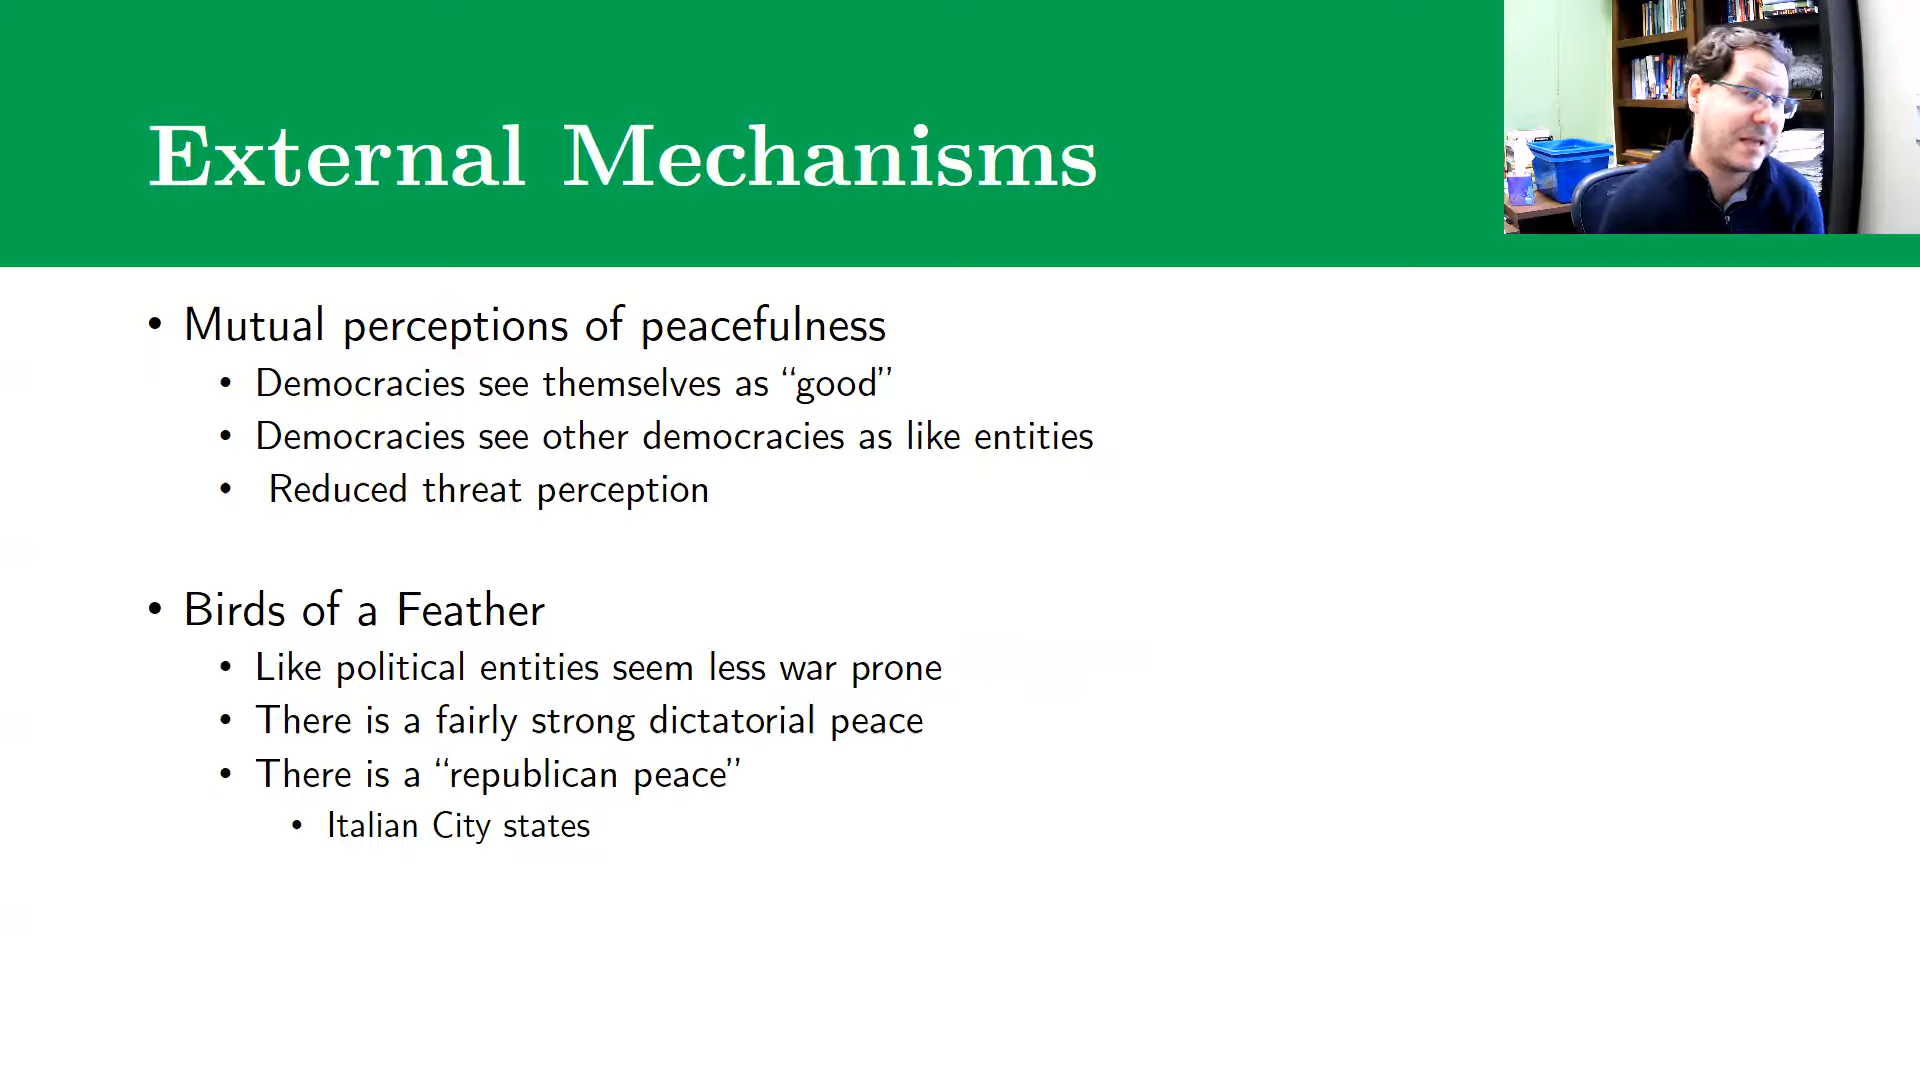 External Mechanisms
• Mutual perceptions of peacefulness
• Democracies see themselves as “good”
• Democracies see other democracies as like entities
• Reduced threat perception
• Birds of a Feather
• Like political entities seem less war prone
• There is a fairly strong dictatorial peace
• There is a “republican peace”
• Italian City states